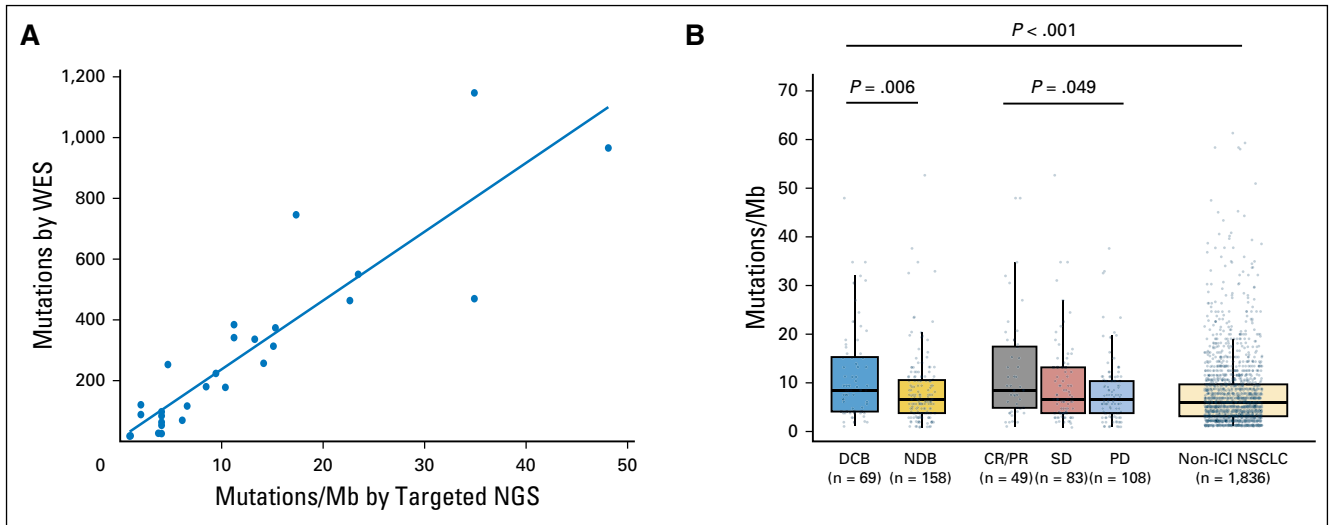 A
1,200
1,000
800
600
400
200
0
10
20
30
40
50
Mutations by WES
Mutations/Mb by Targeted NGS
B
P < .001
P = .006
P = .049
70
60
50
40
30
20
10
0
Mutations/Mb
DCB NDB CR/PR SD PD Non-ICI NSCLC
(n = 69) (n = 158) (n = 49) (n = 83) (n = 108) (n = 1,836)